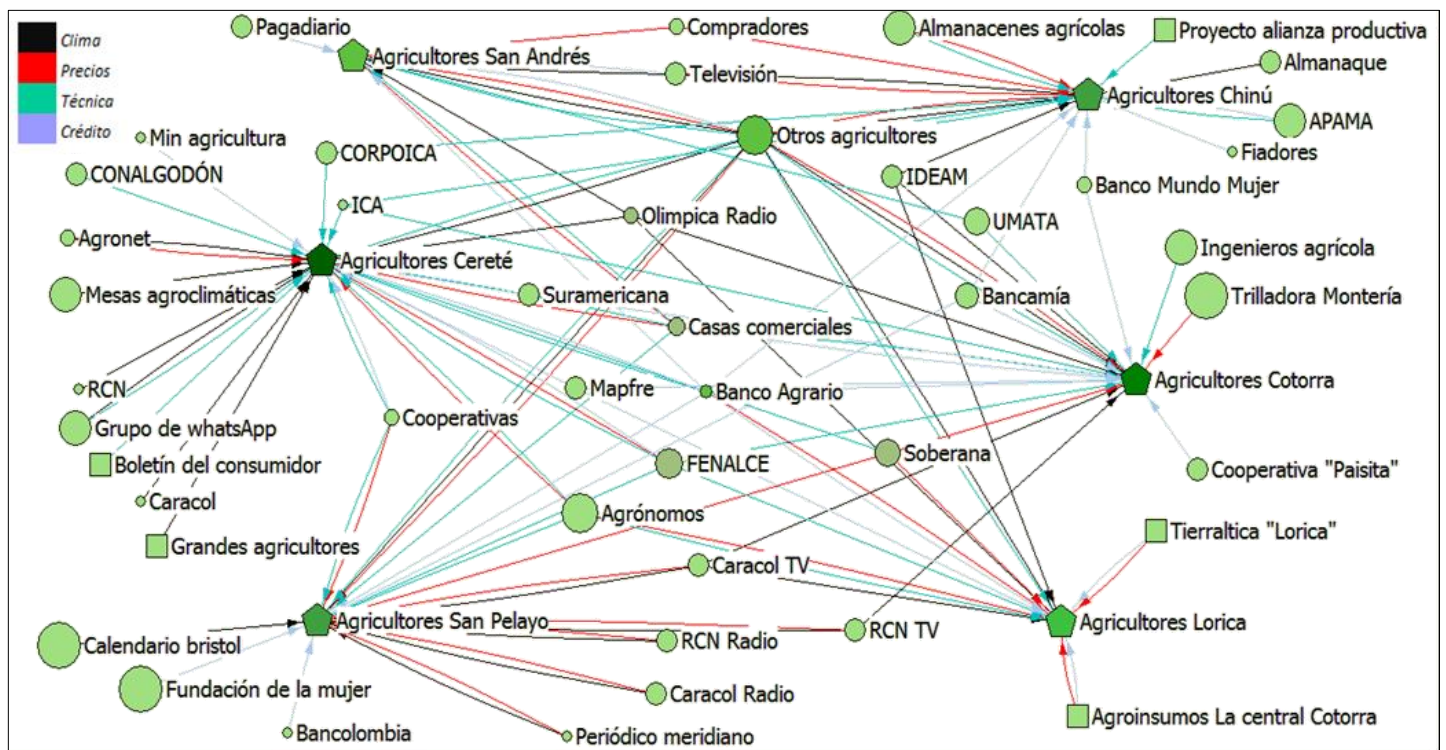 Clima
Precios
Técnica
Crédito
Pagadiario
Agricultores San Andrés
Compradores
Televisión
Almanacenes agrícolas
Proyecto alianza productiva
Almanaque
Agricultores Chinú
APAMA
Fiadores
Banco Mundo Mujer
Min agricultura
CONALGODÓN
CORPOICA
ICA
Otros agricultores
IDEAM
Olimpica Radio
UMATA
Agronet
Agricultores Cereté
Mesas agroclimáticas
Suramericana
Bancamía
Ingenieros agrícola
Trilladora Montería
Casas comerciales
RCN
Mapfre
Banco Agrario
Agricultores Cotorra
Grupo de whatsApp
Cooperativas
Boletín del consumidor
FENALCE
Soberana
Cooperativa "Paisita"
Caracol
Agrónomos
Grandes agricultores
Tierraltica "Lorica"
Caracol TV
Agricultores San Pelayo
Agricultores Lorica
Calendario bristol
RCN Radio
RCN TV
Fundación de la mujer
Caracol Radio
Agroinsumos La central Cotorra
Bancolombia
Periódico meridiano